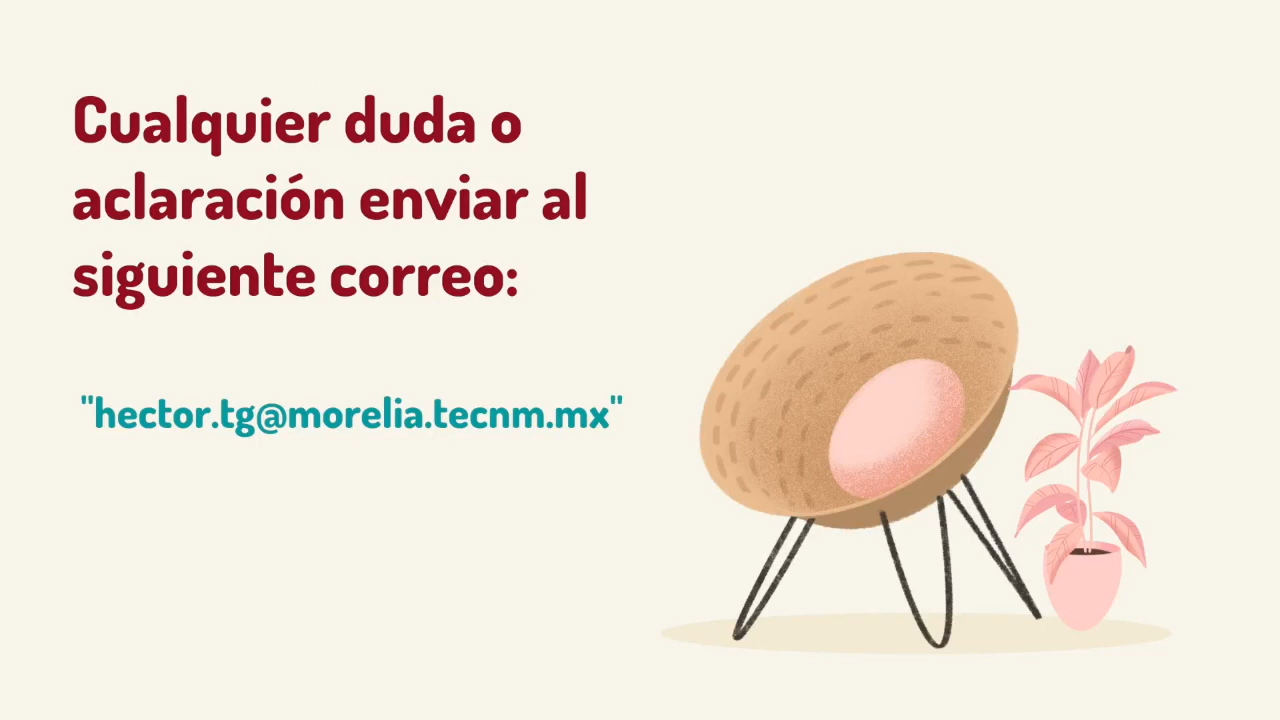 Cualquier duda o
aclaración enviar al
siguiente correo:
"hector.tg@morelia.tecnm.mx"